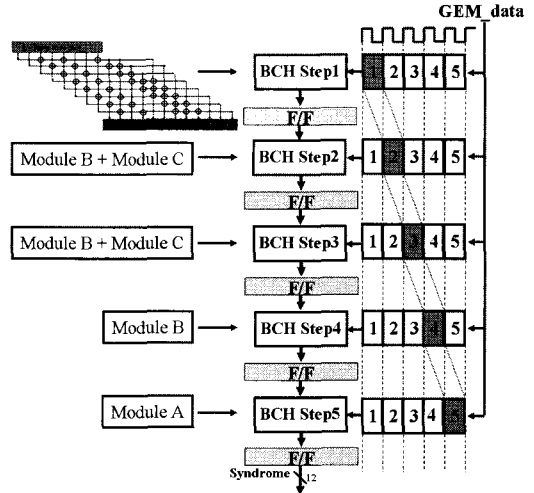 GEM_data
BCH Step1
1 2 3 4 5
F/F
Module B + Module C
BCH Step2
1 2 3 4 5
F/F
Module B + Module C
BCH Step3
1 2 3 4 5
F/F
Module B
BCH Step4
1 2 3 4 5
F/F
Module A
BCH Step5
1 2 3 4 5
F/F
Syndrome 12